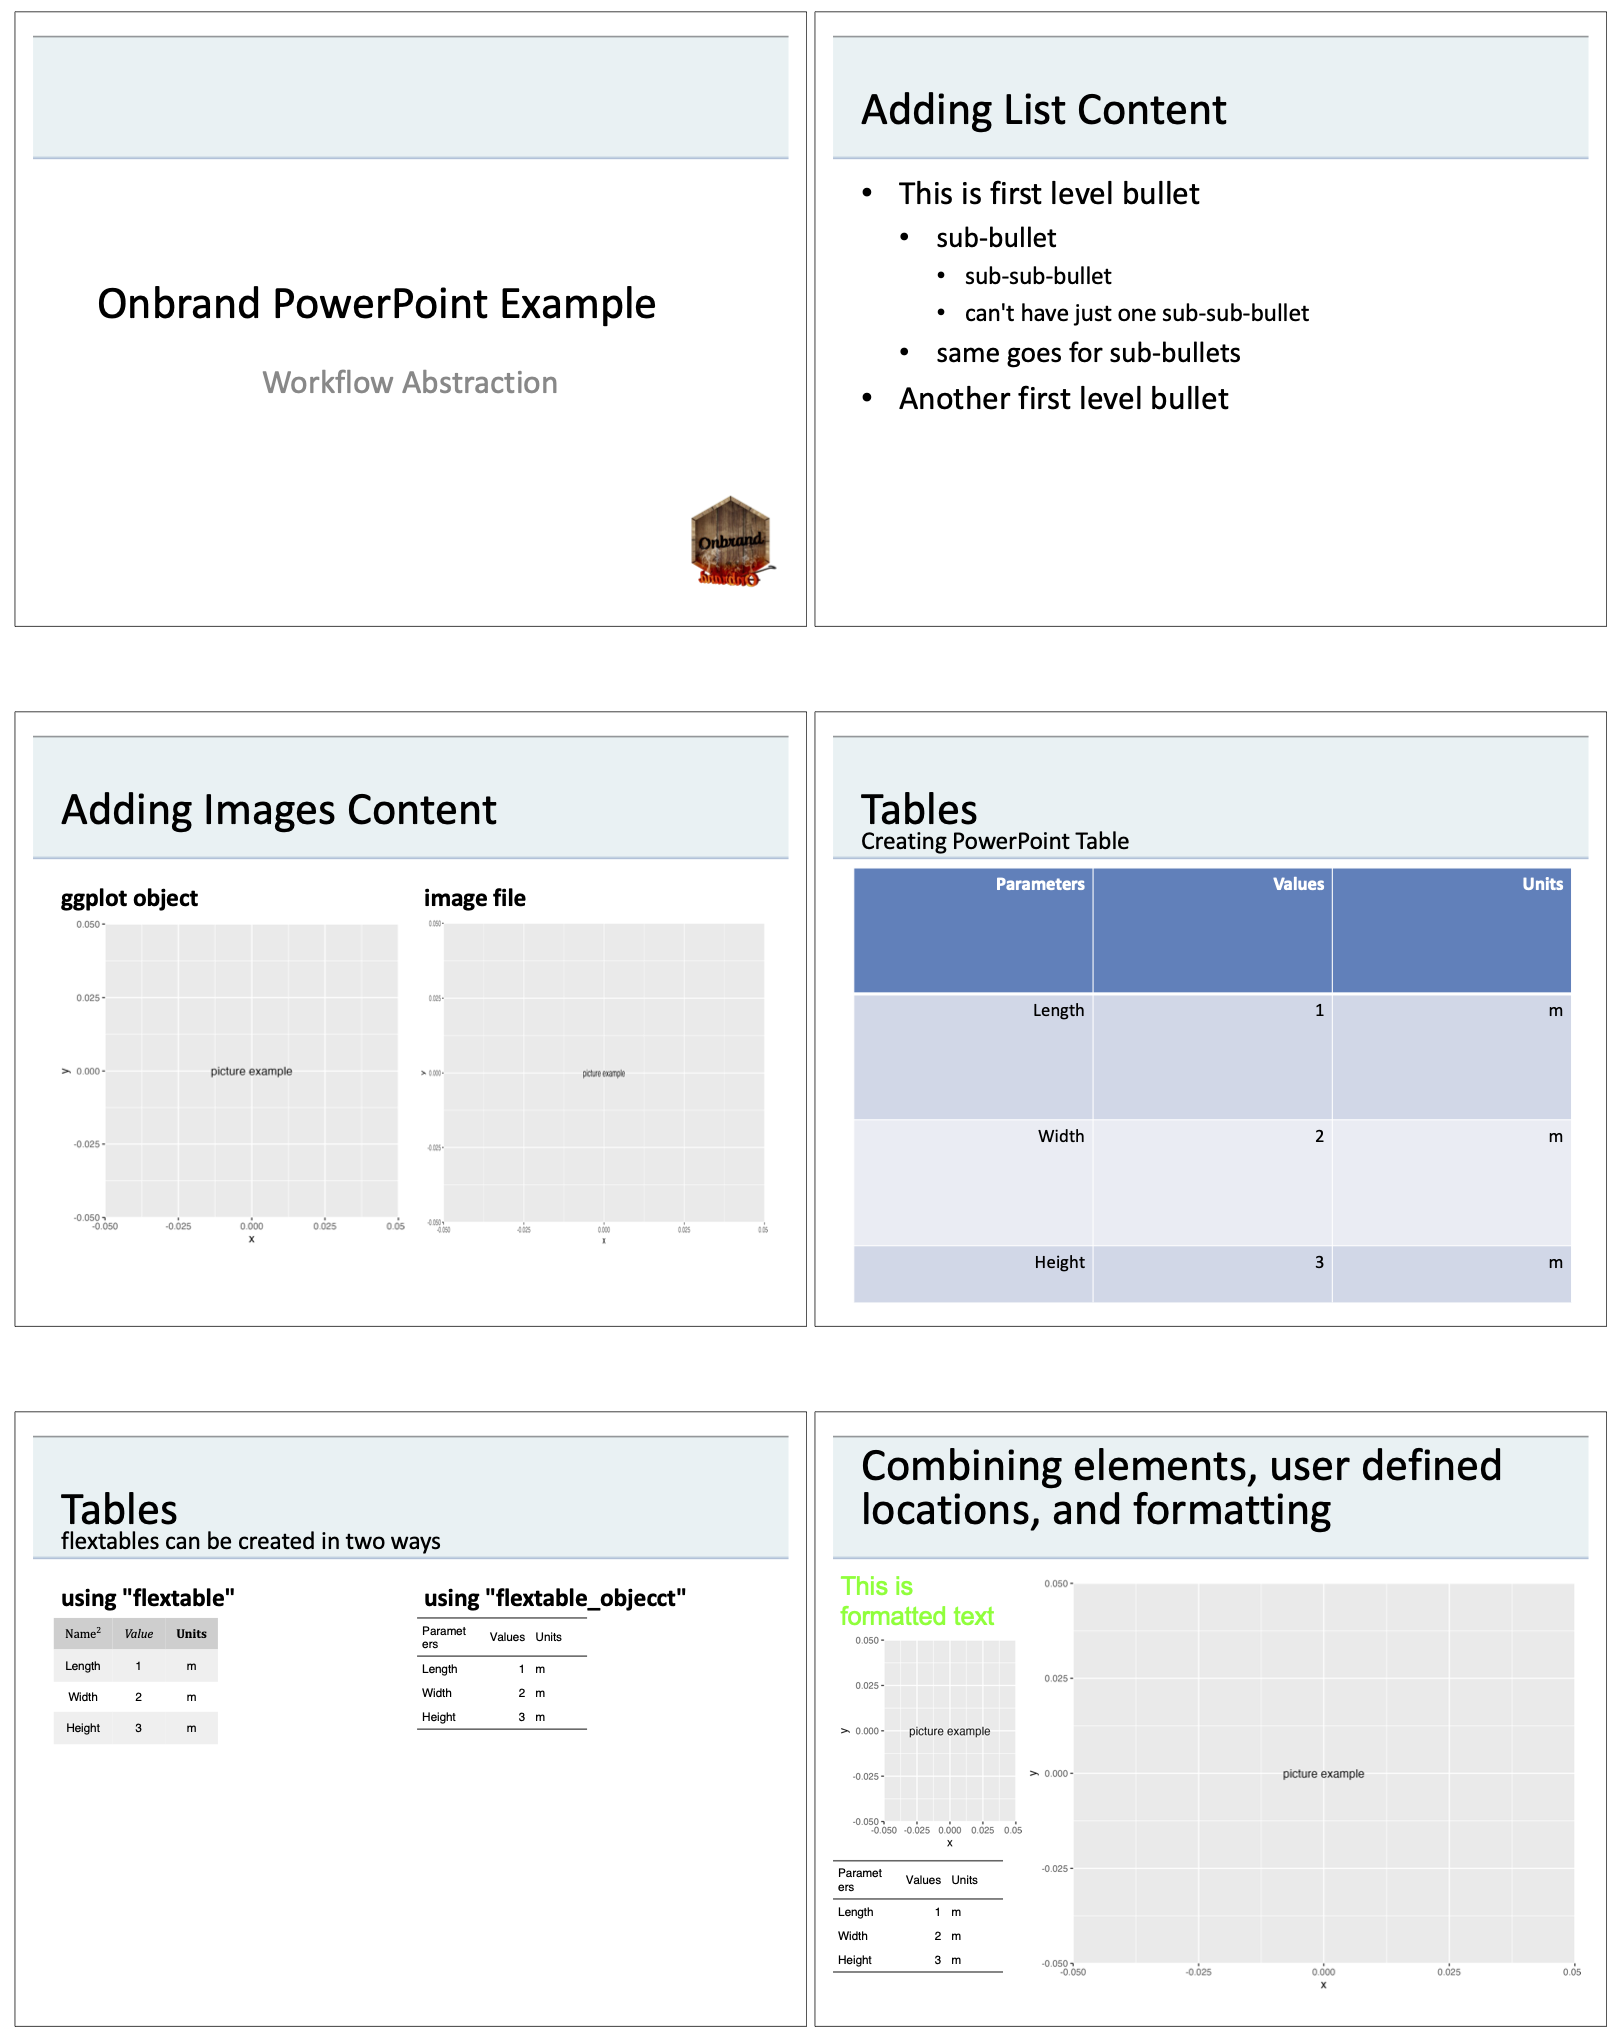 Onbrand PowerPoint Example
Workflow Abstraction
Onbrand
Onbrand
Adding List Content
• This is first level bullet
• sub-bullet
• sub-sub-bullet
• can't have just one sub-sub-bullet
• same goes for sub-bullets
• Another first level bullet
Adding Images Content
ggplot object
0.050
0.025
y 0.000
picture example
-0.025
-0.050
-0.050 -0.025 0.000 0.025 0.05
x
image file
0.050
0.025
y 0.000
picture example
-0.025
-0.050
-0.050 -0.025 0.000 0.025 0.05
x
Tables
Creating PowerPoint Table
Parameters Values Units
Length 1 m
Width 2 m
Height 3 m
Tables
flextables can be created in two ways
using "flextable"
Name² Value Units
Length 1 m
Width 2 m
Height 3 m
using "flextable_objecct"
Paramet
ers Values Units
Length 1 m
Width 2 m
Height 3 m
Combining elements, user defined
locations, and formatting
This is
formatted text
0.050
0.025
y 0.000
picture example
-0.025
-0.050
-0.050 -0.025 0.000 0.025 0.05
x
Paramet
ers Values Units
Length 1 m
Width 2 m
Height 3 m
0.050
0.025
y 0.000
picture example
-0.025
-0.050
-0.050 -0.025 0.000 0.025 0.05
x